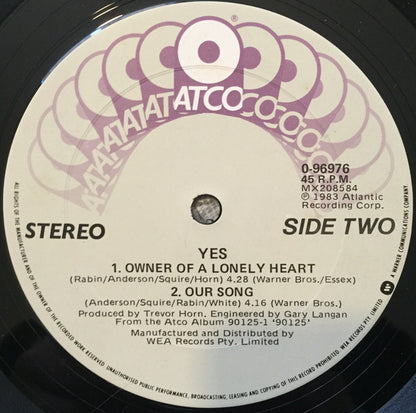 ®
ATATATATCOCOCOCO
0-96976
45 R.P.M.
MX208584
℗ 1983 Atlantic
Recording Corp.
STEREO
SIDE TWO
YES
1. OWNER OF A LONELY HEART
(Rabin/Anderson/Squire/Horn) 4.28 (Warner Bros./Essex)
2. OUR SONG
(Anderson/Squire/Rabin/White) 4.16 (Warner Bros.)
Produced by Trevor Horn, Engineered by Gary Langan
From the Atco Album 90125-1 '90125'
Manufactured and Distributed by
WEA Records Pty. Limited
ALL RIGHTS OF THE MANUFACTURER AND OF THE OWNER OF THE RECORDED WORK RESERVED. UNAUTHORISED PUBLIC PERFORMANCE, BROADCASTING, LEASING AND COPYING OF THIS RECORD PROHIBITED. WEA RECORDS PTY. LIMITED
A WARNER COMMUNICATIONS COMPANY.